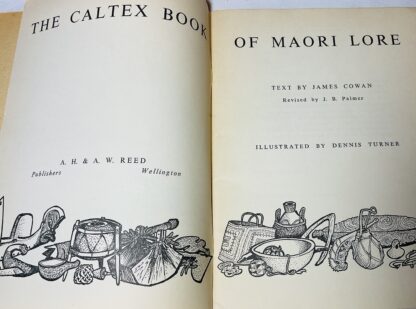 THE CALTEX BOOK
A. H. & A. W. REED
Publishers Wellington
OF MAORI LORE
TEXT BY JAMES COWAN
Revised by J. B. Palmer
ILLUSTRATED BY DENNIS TURNER